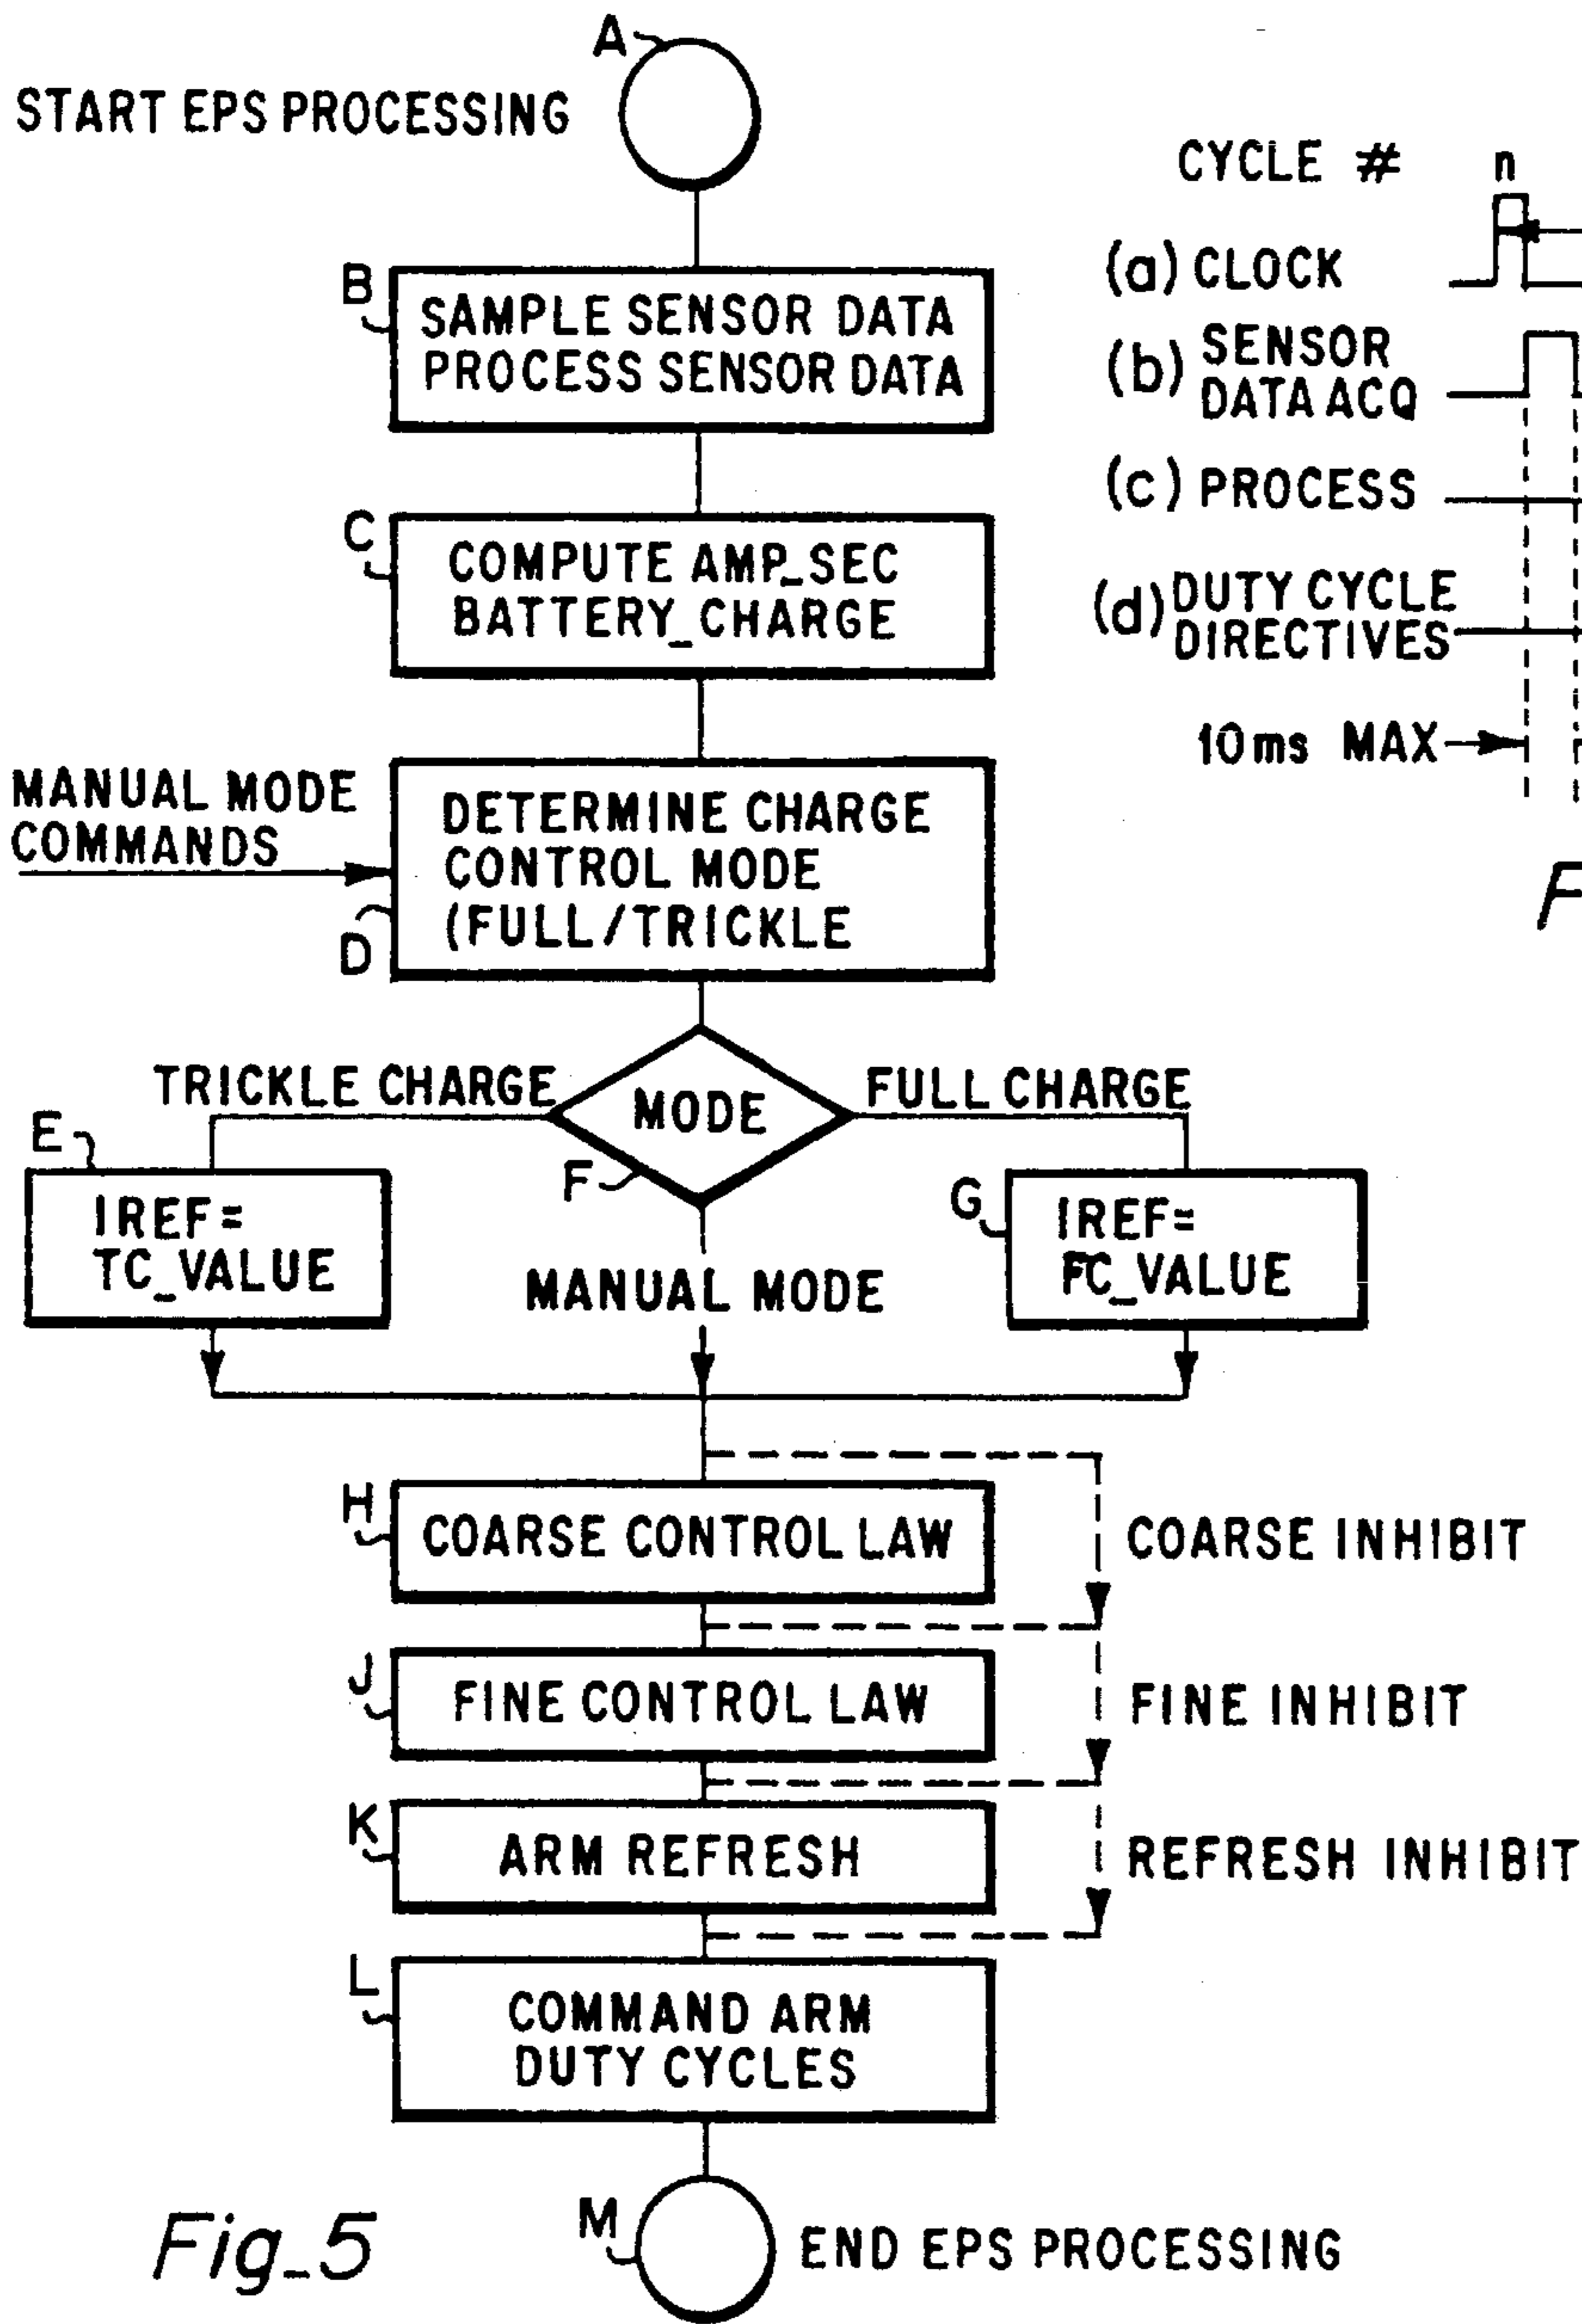 A
START EPS PROCESSING
B
SAMPLE SENSOR DATA
PROCESS SENSOR DATA
C
COMPUTE AMP_SEC
BATTERY_CHARGE
MANUAL MODE
COMMANDS
DETERMINE CHARGE
CONTROL MODE
(FULL/TRICKLE
D
TRICKLE CHARGE
MODE
FULL CHARGE
E
F
G
IREF=
TC_VALUE
MANUAL MODE
IREF=
FC_VALUE
H
COARSE CONTROL LAW
COARSE INHIBIT
J
FINE CONTROL LAW
FINE INHIBIT
K
ARM REFRESH
REFRESH INHIBIT
L
COMMAND ARM
DUTY CYCLES
M
END EPS PROCESSING
Fig_5
CYCLE # n
(a) CLOCK
(b) SENSOR
DATA ACQ
(c) PROCESS
(d) DUTY CYCLE
DIRECTIVES
10ms MAX
F